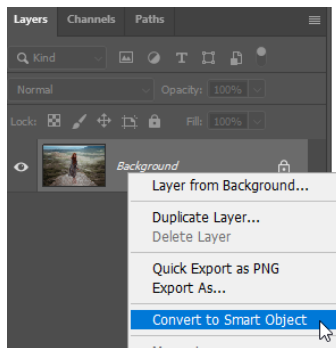 Layers Channels Paths
Kind
Normal Opacity: 100%
Lock: Fill: 100%
Background
Layer from Background...
Duplicate Layer...
Delete Layer
Quick Export as PNG
Export As...
Convert to Smart Object